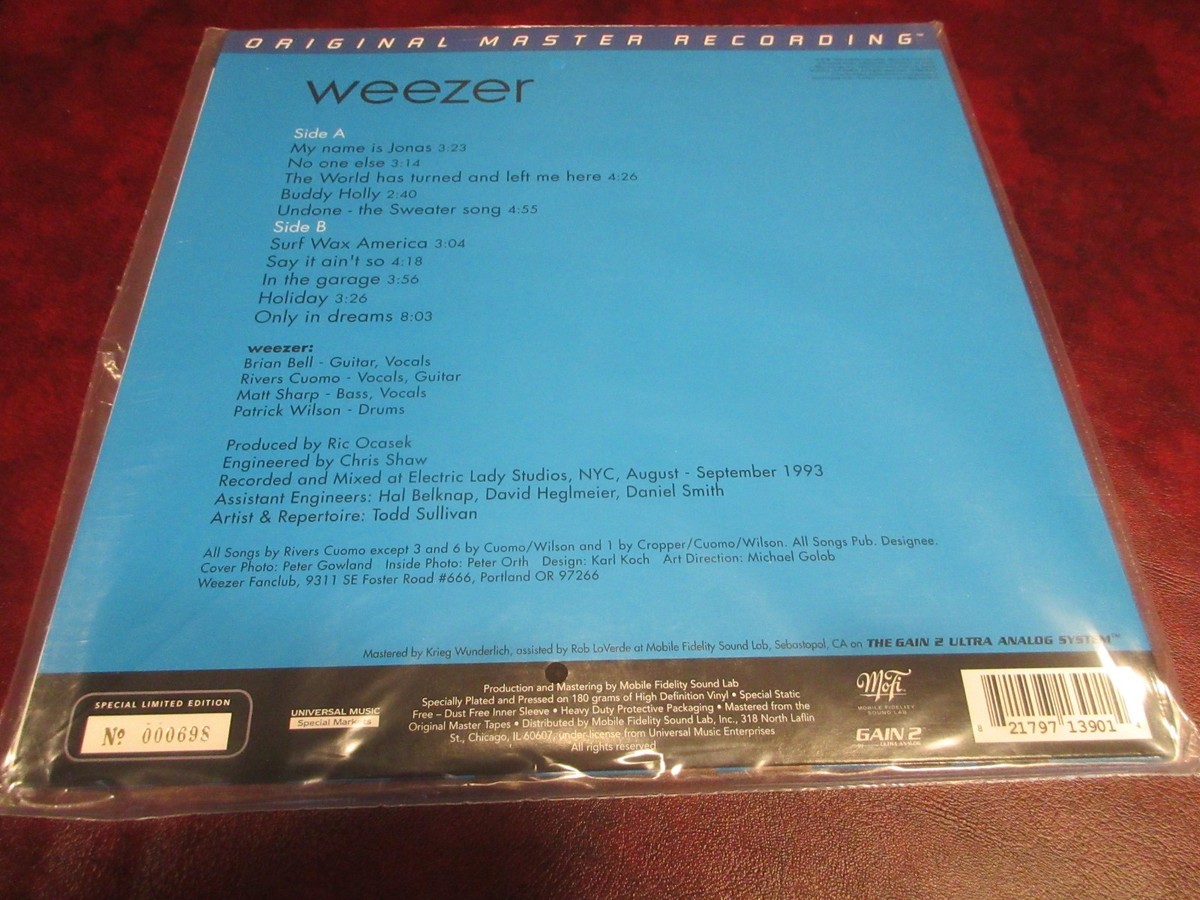 ORIGINAL MASTER RECORDING™
weezer
Side A
My name is Jonas 3:23
No one else 3:14
The World has turned and left me here 4:26
Buddy Holly 2:40
Undone - the Sweater song 4:55
Side B
Surf Wax America 3:04
Say it ain't so 4:18
In the garage 3:56
Holiday 3:26
Only in dreams 8:03
weezer:
Brian Bell - Guitar, Vocals
Rivers Cuomo - Vocals, Guitar
Matt Sharp - Bass, Vocals
Patrick Wilson - Drums
Produced by Ric Ocasek
Engineered by Chris Shaw
Recorded and Mixed at Electric Lady Studios, NYC, August - September 1993
Assistant Engineers: Hal Belknap, David Heglmeier, Daniel Smith
Artist & Repertoire: Todd Sullivan
All Songs by Rivers Cuomo except 3 and 6 by Cuomo/Wilson and 1 by Cropper/Cuomo/Wilson. All Songs Pub. Designee.
Cover Photo: Peter Gowland Inside Photo: Peter Orth Design: Karl Koch Art Direction: Michael Golob
Weezer Fanclub, 9311 SE Foster Road #666, Portland OR 97266
Mastered by Krieg Wunderlich, assisted by Rob LoVerde at Mobile Fidelity Sound Lab, Sebastopol, CA on THE GAIN 2 ULTRA ANALOG SYSTEM™
SPECIAL LIMITED EDITION
Nº 000698
UNIVERSAL MUSIC
Special Markets
Production and Mastering by Mobile Fidelity Sound Lab
Specially Plated and Pressed on 180 grams of High Definition Vinyl • Special Static
Free – Dust Free Inner Sleeve • Heavy Duty Protective Packaging • Mastered from the
Original Master Tapes • Distributed by Mobile Fidelity Sound Lab, Inc., 318 North Laflin
St., Chicago, IL 60607, under license from Universal Music Enterprises
All rights reserved
MoFi
MOBILE FIDELITY
SOUND LAB
GAIN 2
ULTRA ANALOG
8 21797 13901 4